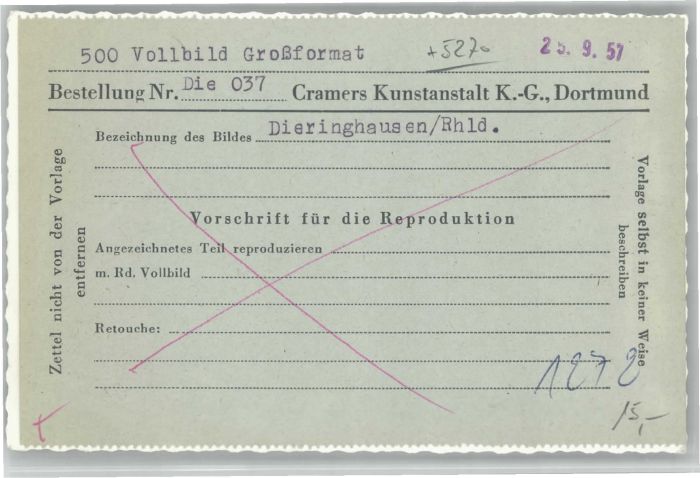 500 Vollbild Großformat
+5270
25. 9. 57
Bestellung Nr. Die 037 Cramers Kunstanstalt K.-G., Dortmund
Bezeichnung des Bildes Dieringhausen/Rhld.
Zettel nicht von der Vorlage
entfernen
Vorschrift für die Reproduktion
Angezeichnetes Teil reproduzieren
m. Rd. Vollbild
Retouche:
Vorlage selbst in keiner Weise
beschreiben
1872
15,-